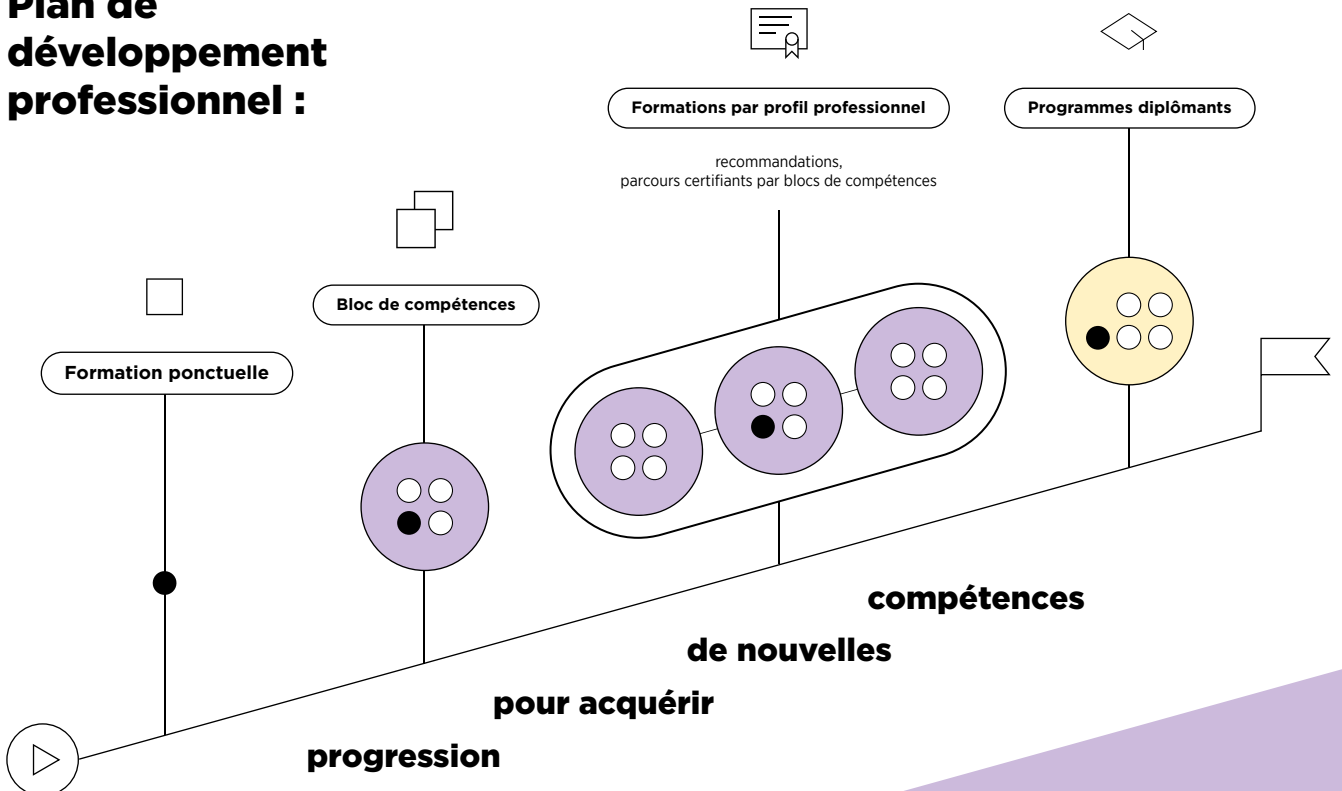 Plan de
développement
professionnel :
Formations par profil professionnel
recommandations,
parcours certifiants par blocs de compétences
Programmes diplômants
Bloc de compétences
Formation ponctuelle
progression
pour acquérir
de nouvelles
compétences